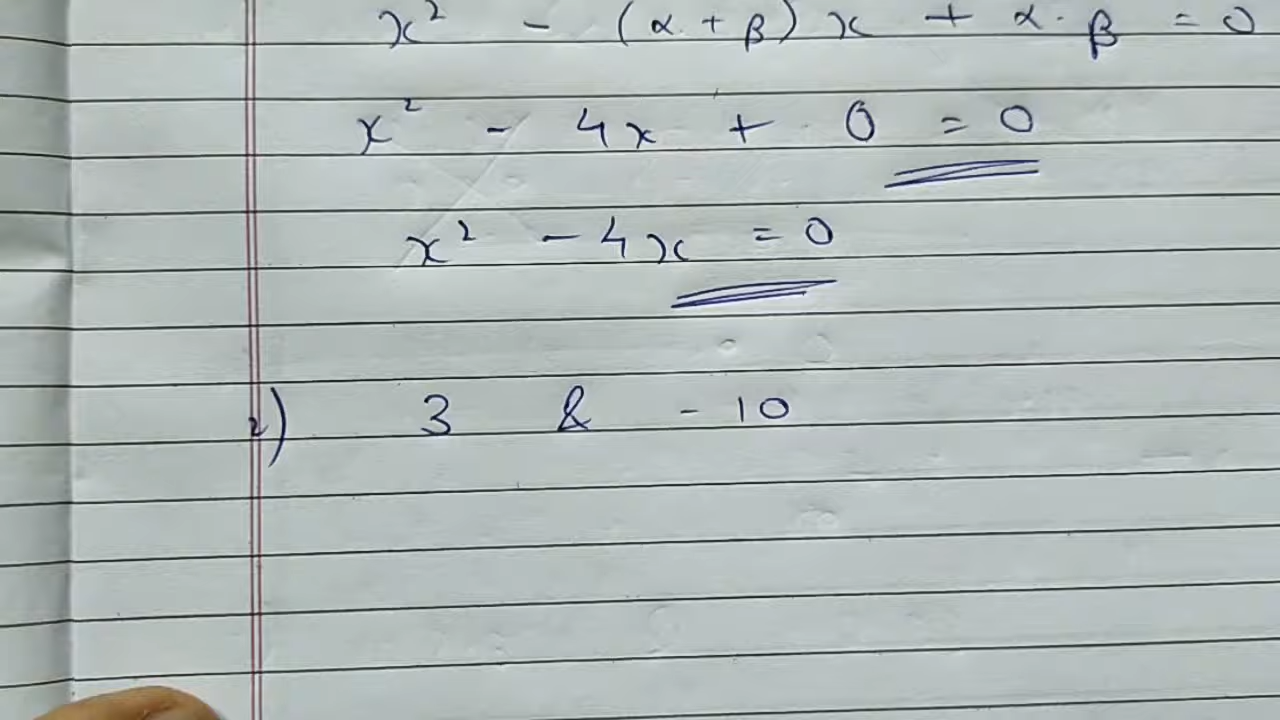 x² - (α + β) x + α · β = 0
x² - 4x + 0 = 0
x² - 4x = 0
2) 3 & - 10